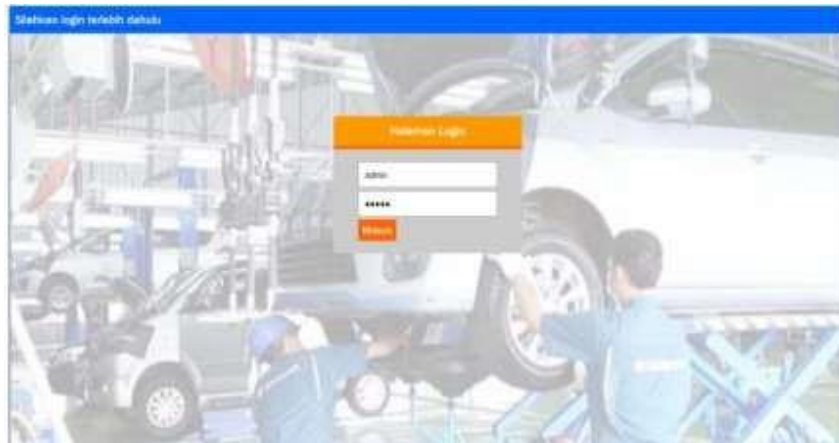 Silahkan login terlebih dahulu
Halaman Login
admin
•••••
Masuk